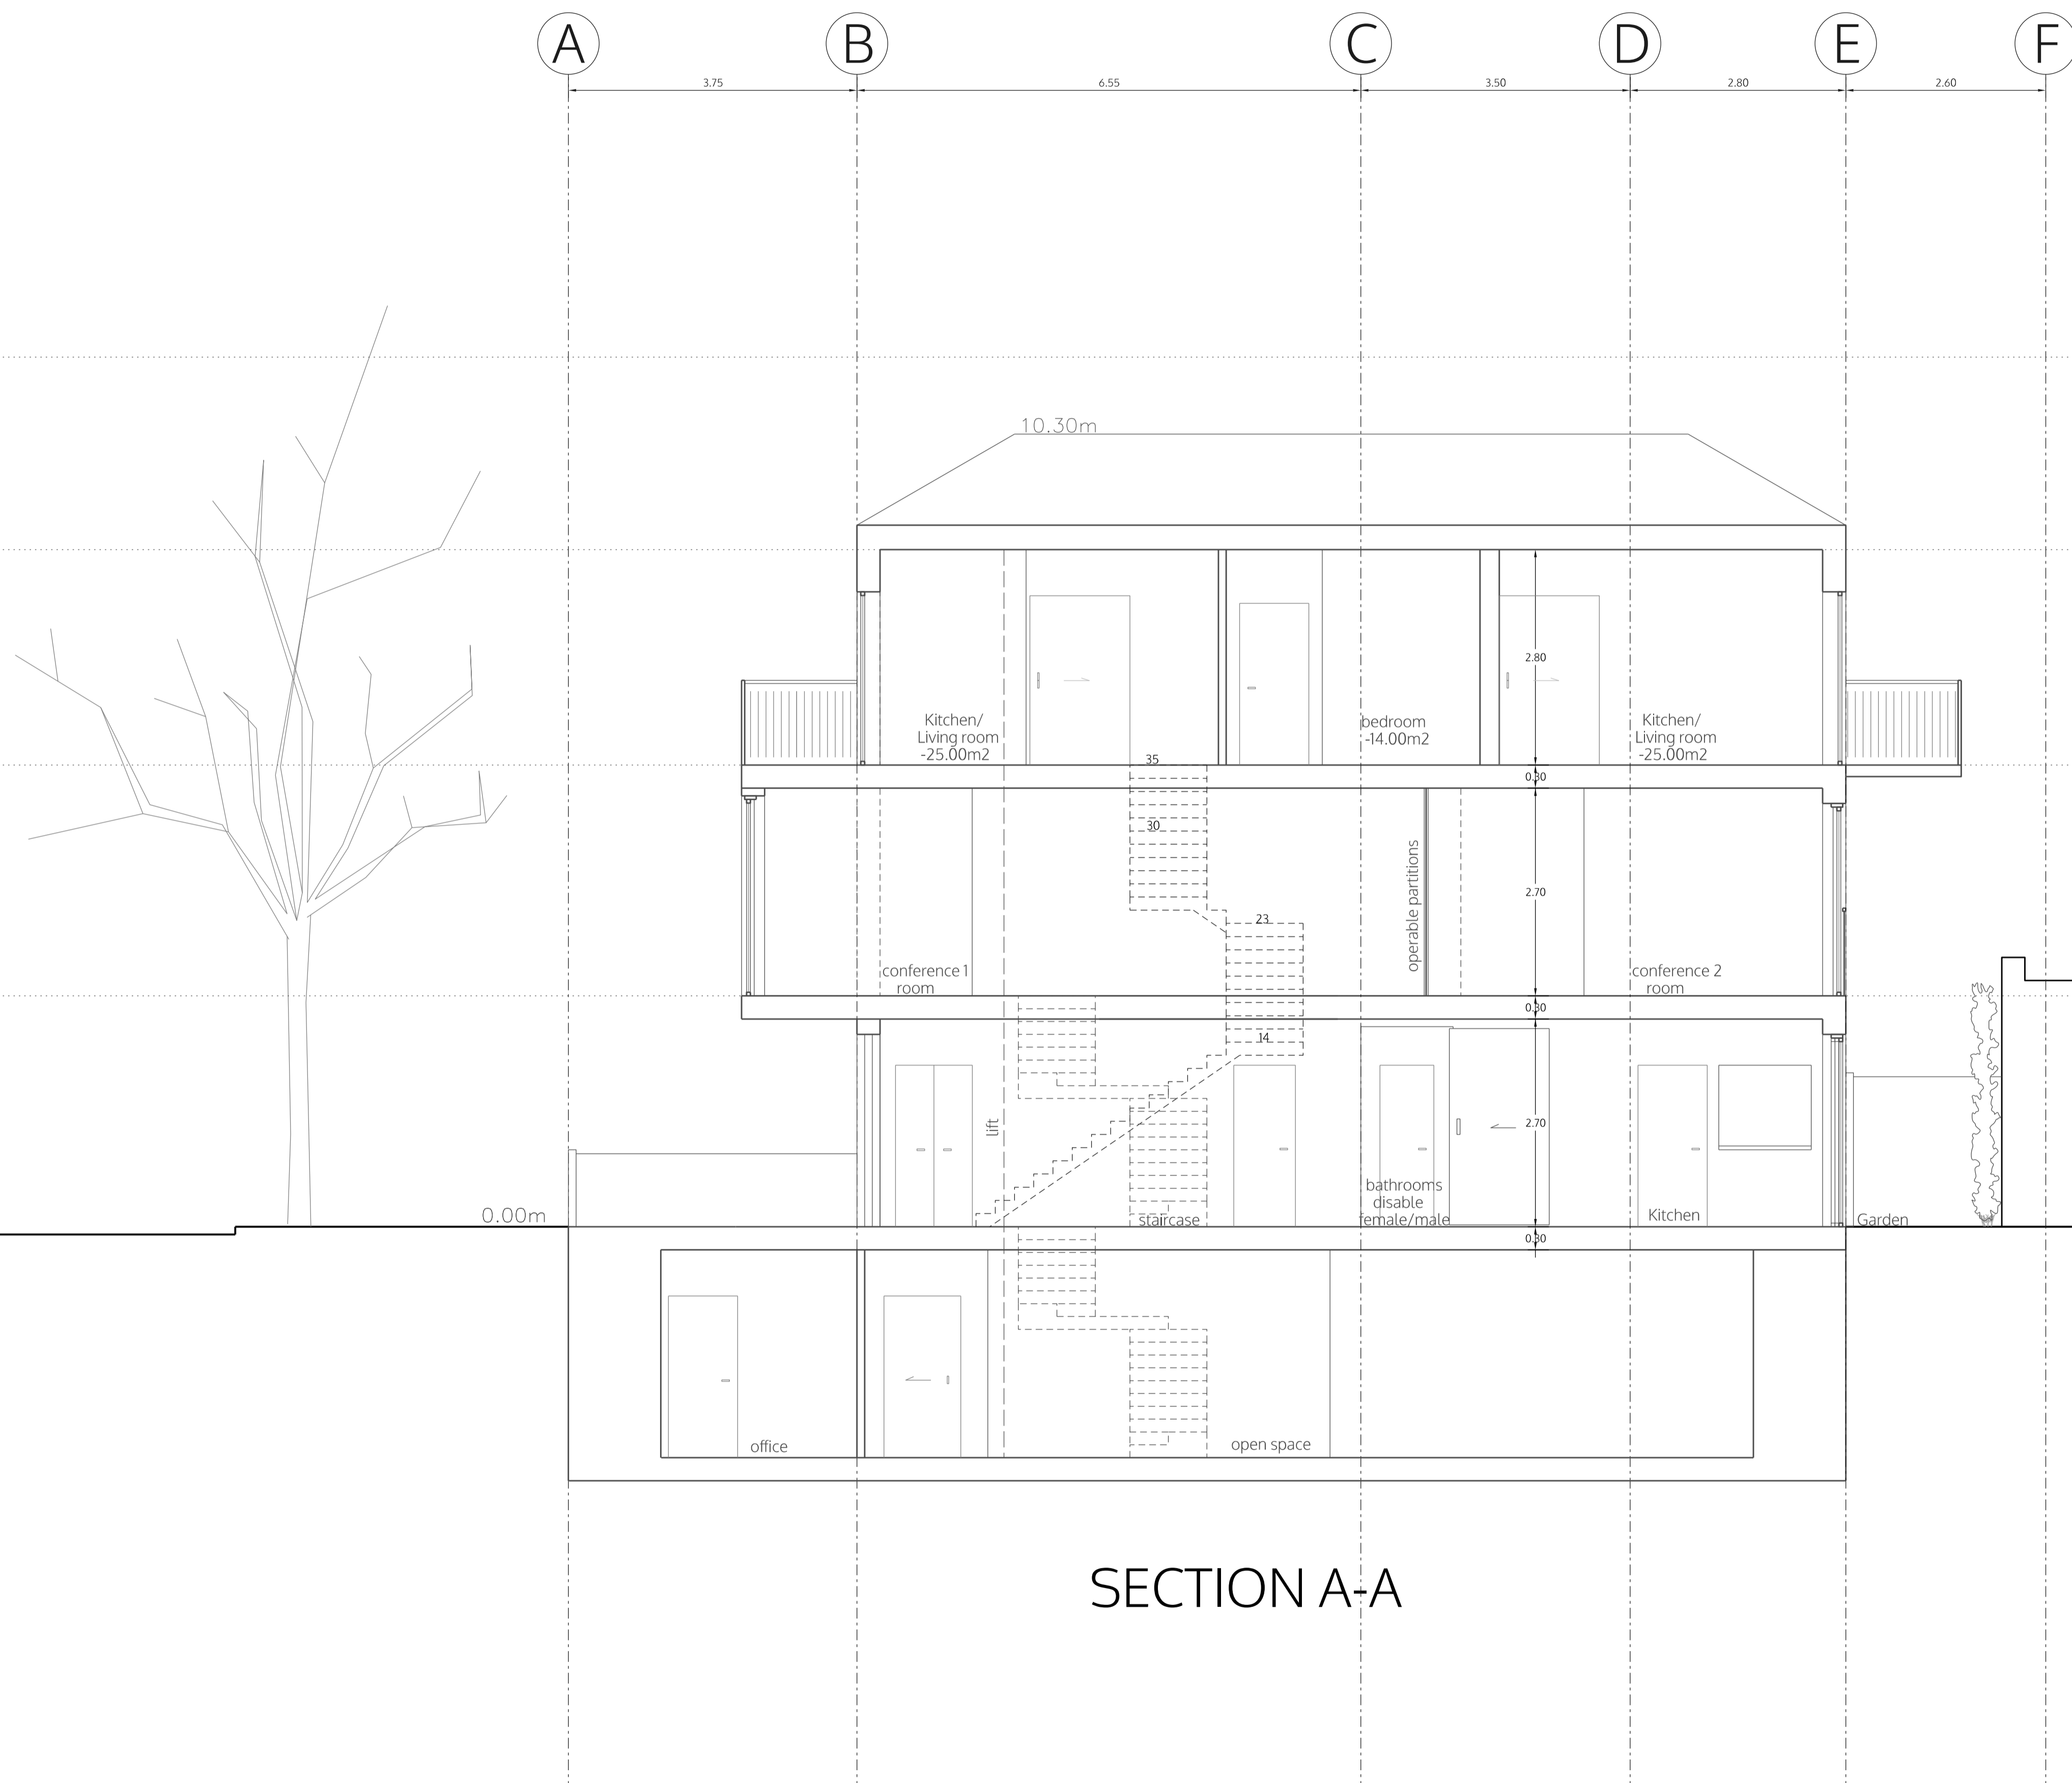 A
B
C
D
E
F
3.75
6.55
3.50
2.80
2.60
10.30m
2.80
Kitchen/
Living room
-25.00m2
bedroom
-14.00m2
Kitchen/
Living room
-25.00m2
35
0.30
30
operable partitions
2.70
23
conference 1
room
conference 2
room
0.30
14
lift
2.70
bathrooms
disable
female/male
0.00m
staircase
Kitchen
Garden
0.30
office
open space
SECTION A-A